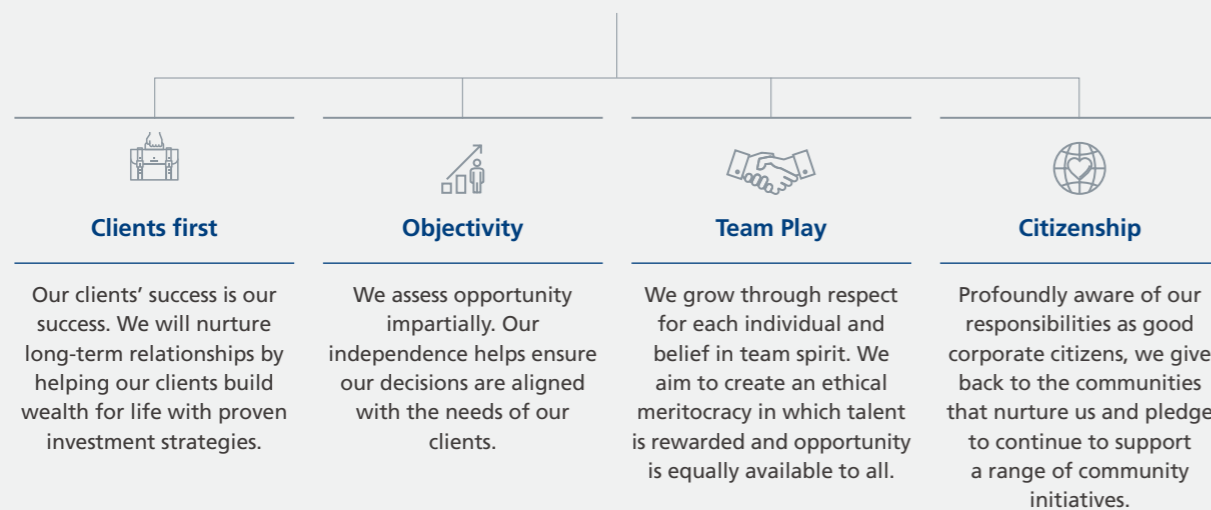 Clients first
Our clients’ success is our
success. We will nurture
long-term relationships by
helping our clients build
wealth for life with proven
investment strategies.
Objectivity
We assess opportunity
impartially. Our
independence helps ensure
our decisions are aligned
with the needs of our
clients.
Team Play
We grow through respect
for each individual and
belief in team spirit. We
aim to create an ethical
meritocracy in which talent
is rewarded and opportunity
is equally available to all.
Citizenship
Profoundly aware of our
responsibilities as good
corporate citizens, we give
back to the communities
that nurture us and pledge
to continue to support
a range of community
initiatives.